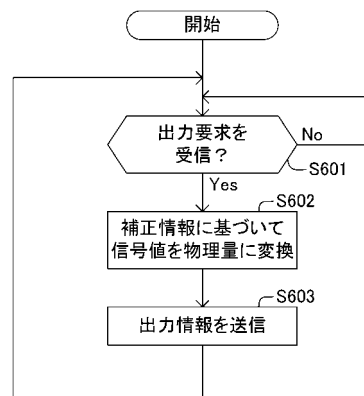 開始
出力要求を
受信？
No
S601
Yes
S602
補正情報に基づいて
信号値を物理量に変換
S603
出力情報を送信